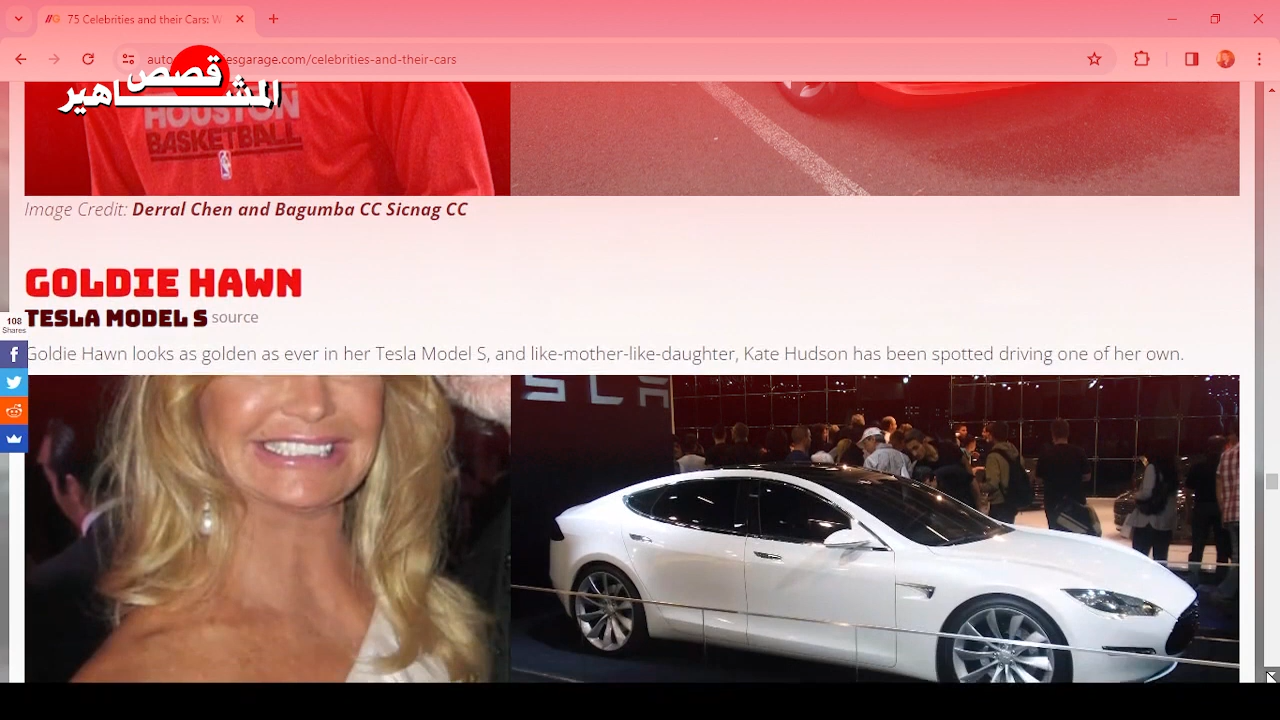 75 Celebrities and their Cars: W
esgarage.com/celebrities-and-their-cars
قصص
المشاهير
HOUSTON
BASKETBALL
Image Credit: Derral Chen and Bagumba CC Sicnag CC
GOLDIE HAWN
TESLA MODEL S source
108
Shares
Goldie Hawn looks as golden as ever in her Tesla Model S, and like-mother-like-daughter, Kate Hudson has been spotted driving one of her own.